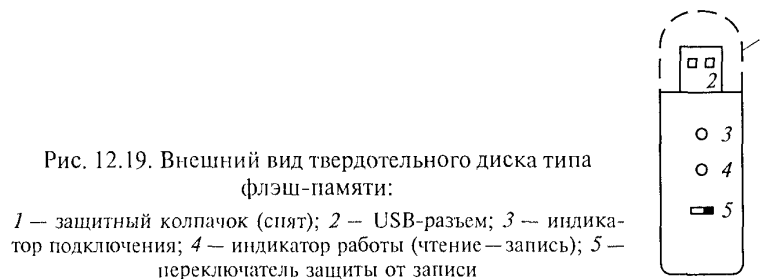 Рис. 12.19. Внешний вид твердотельного диска типа
флэш-памяти:
1 — защитный колпачок (снят); 2 — USB-разъем; 3 — индика-
тор подключения; 4 — индикатор работы (чтение—запись); 5 —
переключатель защиты от записи
2
3
4
5